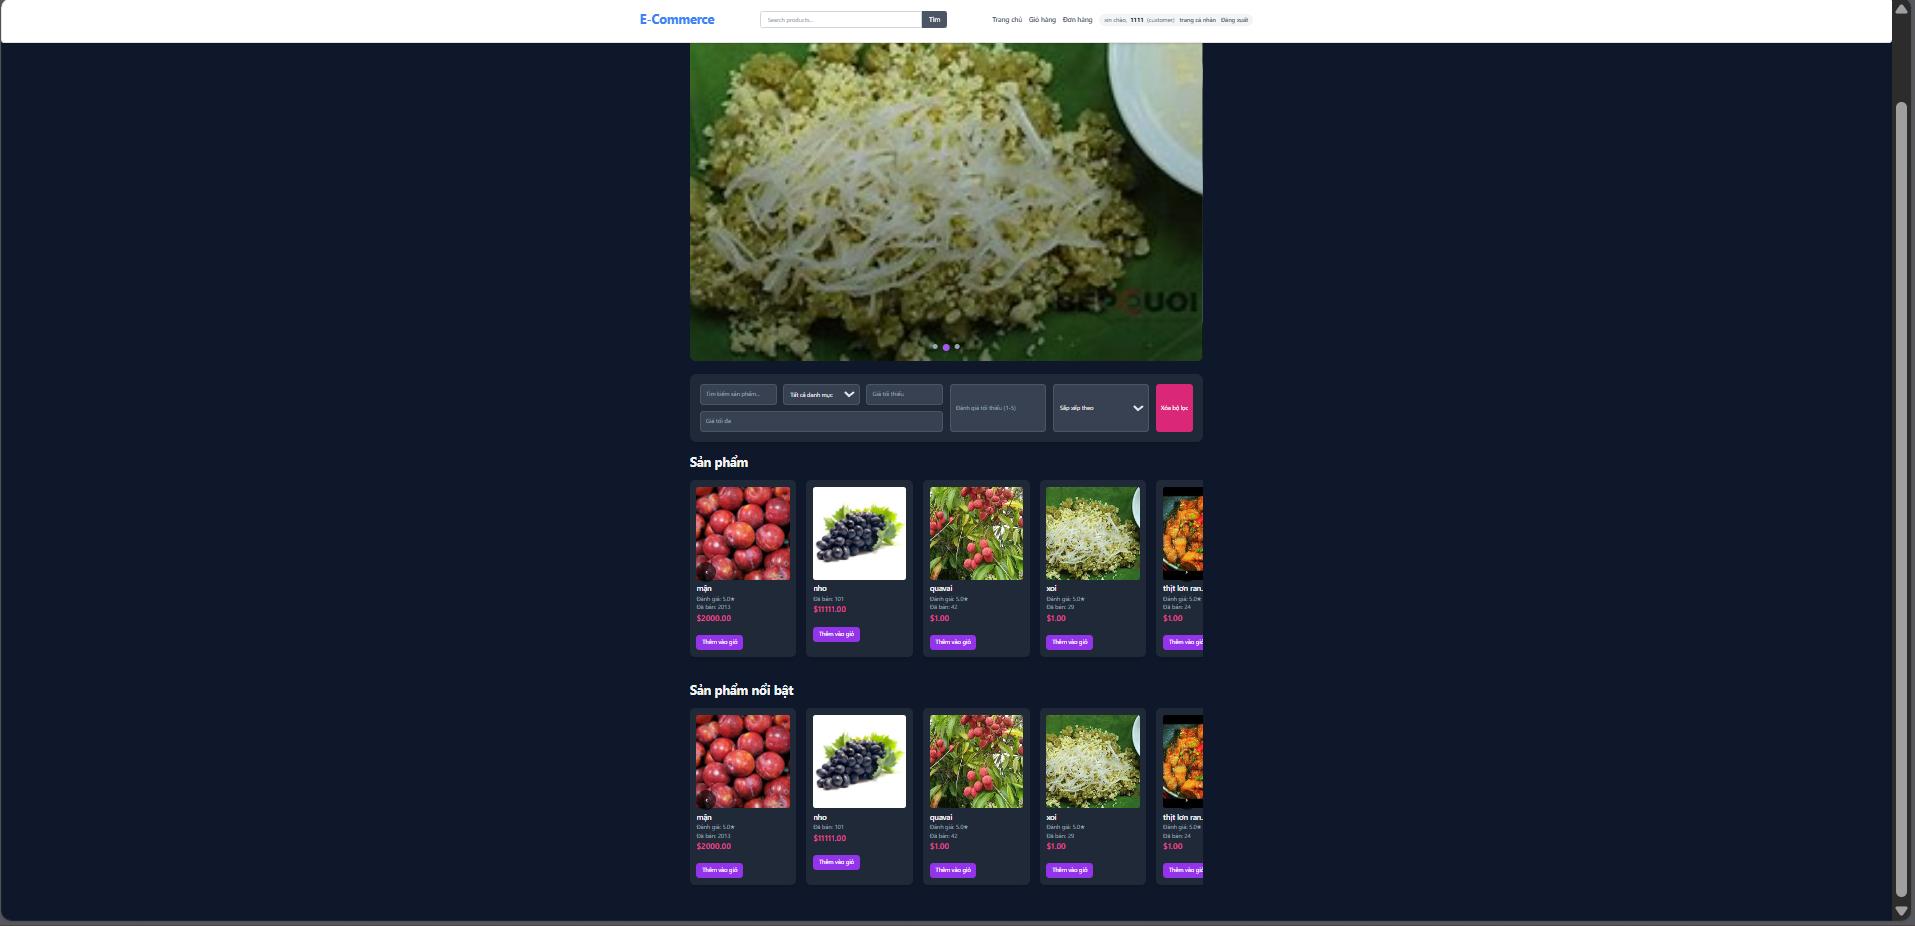 E-Commerce
Search products...
Tìm
Trang chủ Giỏ hàng Đơn hàng
xin chào, 1111 (customer) trang cá nhân Đăng xuất
BEPCUOI
Tìm kiếm sản phẩm...
Tất cả danh mục
Giá tối thiểu
Đánh giá tối thiểu (1-5)
Sắp xếp theo
Xóa bộ lọc
Giá tối đa
Sản phẩm
mận
Đánh giá: 5.0★
Đã bán: 2013
$2000.00
Thêm vào giỏ
nho
Đã bán: 101
$11111.00
Thêm vào giỏ
quavai
Đánh giá: 5.0★
Đã bán: 42
$1.00
Thêm vào giỏ
xoi
Đánh giá: 5.0★
Đã bán: 29
$1.00
Thêm vào giỏ
thịt lơn ran.
Đánh giá: 5.0★
Đã bán: 24
$1.00
Thêm vào giỏ
Sản phẩm nổi bật
mận
Đánh giá: 5.0★
Đã bán: 2013
$2000.00
Thêm vào giỏ
nho
Đã bán: 101
$11111.00
Thêm vào giỏ
quavai
Đánh giá: 5.0★
Đã bán: 42
$1.00
Thêm vào giỏ
xoi
Đánh giá: 5.0★
Đã bán: 29
$1.00
Thêm vào giỏ
thịt lơn ran.
Đánh giá: 5.0★
Đã bán: 24
$1.00
Thêm vào giỏ